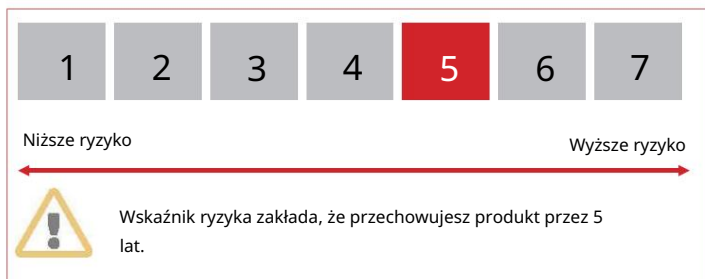 1 2 3 4 5 6 7
Niższe ryzyko Wyższe ryzyko
Wskaźnik ryzyka zakłada, że przechowujesz produkt przez 5
lat.